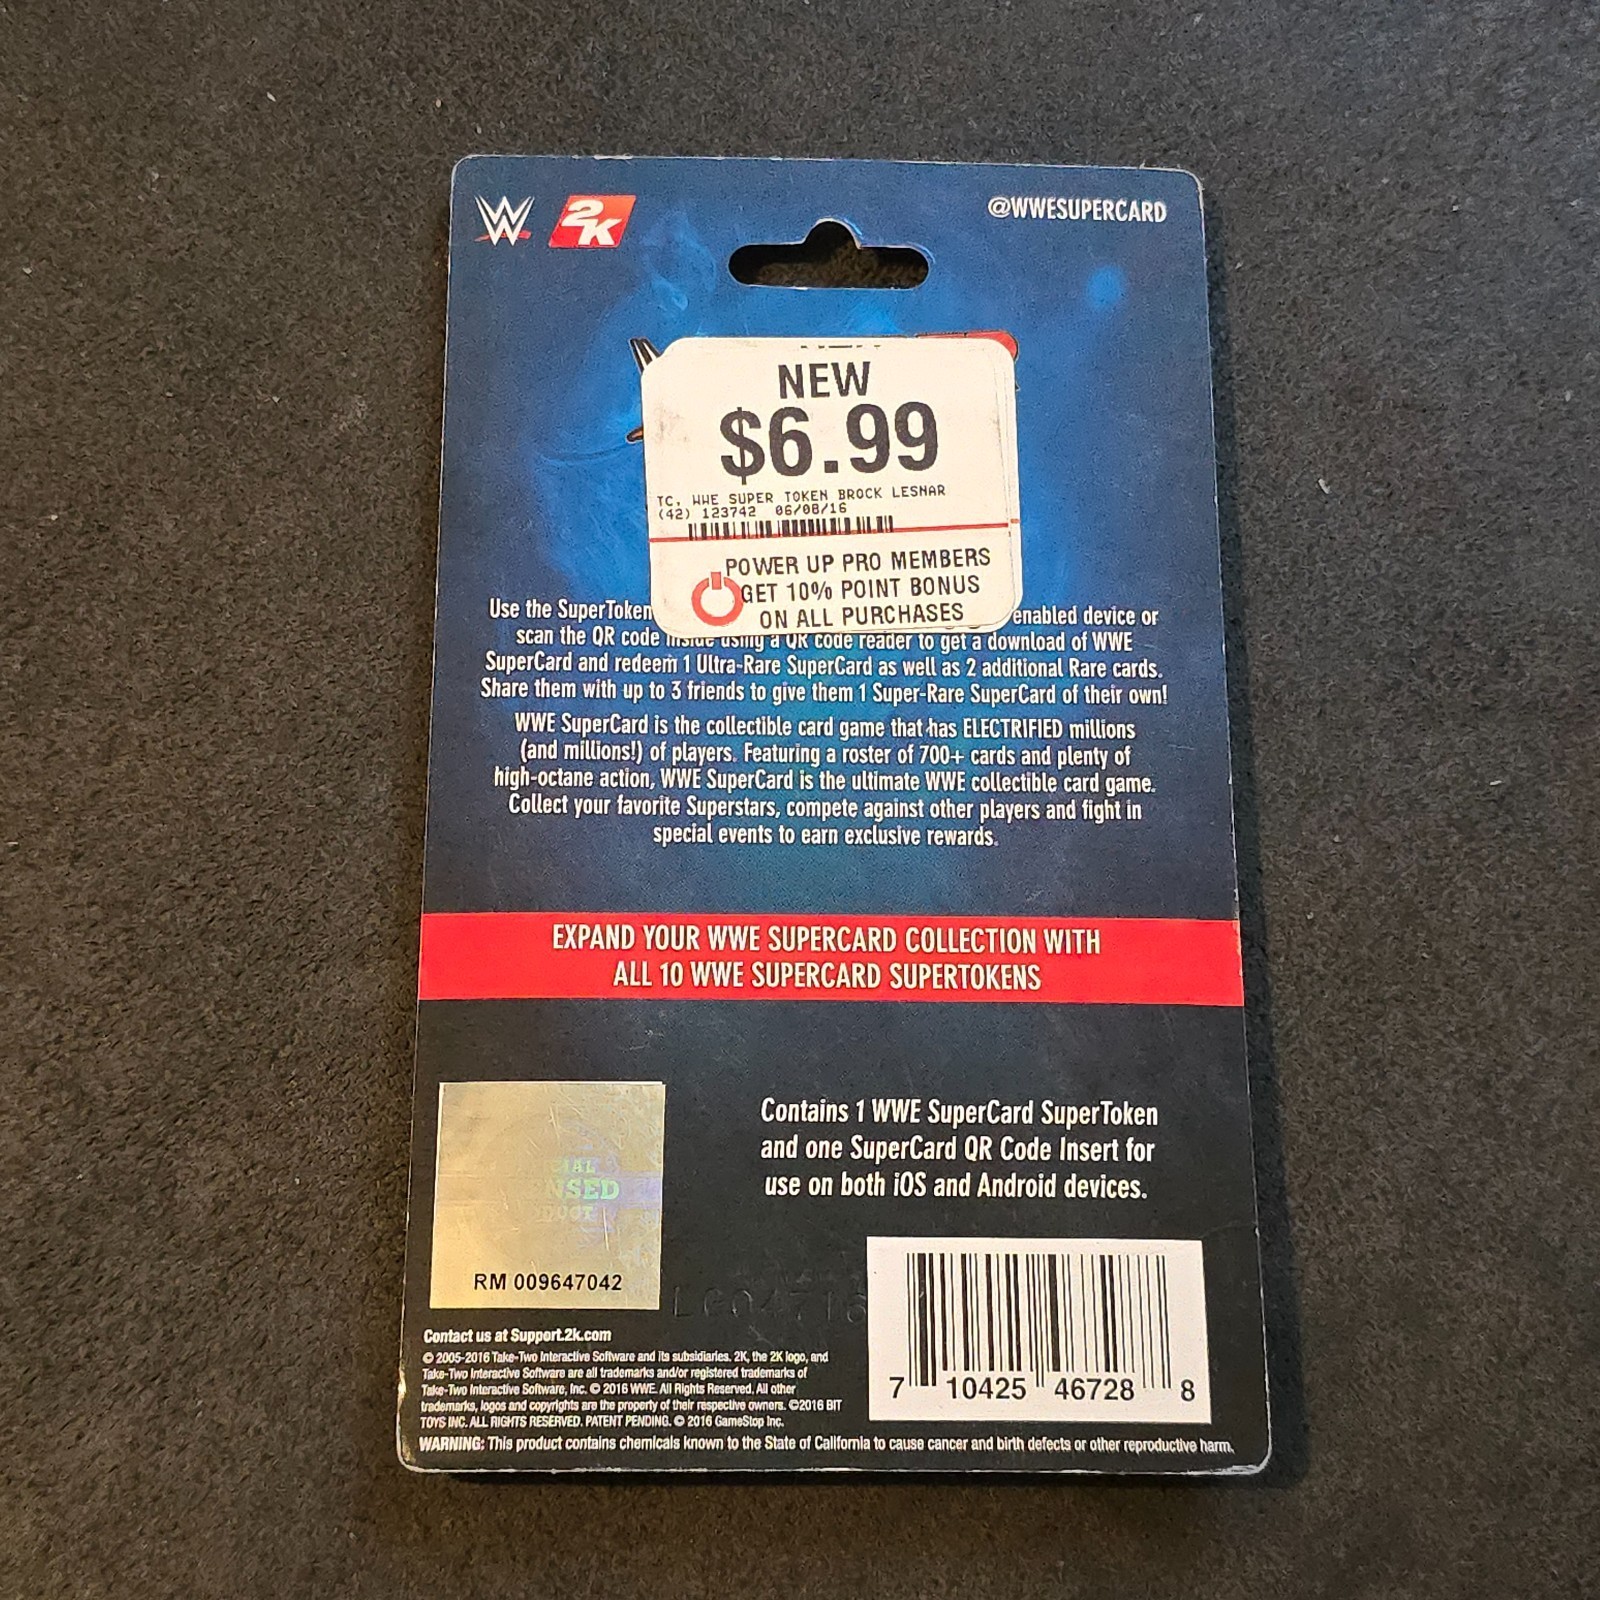 W
2K
@WWESUPERCARD
NEW
$6.99
TC, WWE SUPER TOKEN BROCK LESNAR
(42) 123742 06/08/16
POWER UP PRO MEMBERS
GET 10% POINT BONUS
ON ALL PURCHASES
Use the SuperToken enabled device or
scan the QR code inside using a QR code reader to get a download of WWE
SuperCard and redeem 1 Ultra-Rare SuperCard as well as 2 additional Rare cards.
Share them with up to 3 friends to give them 1 Super-Rare SuperCard of their own!
WWE SuperCard is the collectible card game that has ELECTRIFIED millions
(and millions!) of players. Featuring a roster of 700+ cards and plenty of
high-octane action, WWE SuperCard is the ultimate WWE collectible card game.
Collect your favorite Superstars, compete against other players and fight in
special events to earn exclusive rewards.
EXPAND YOUR WWE SUPERCARD COLLECTION WITH
ALL 10 WWE SUPERCARD SUPERTOKENS
Contains 1 WWE SuperCard SuperToken
and one SuperCard QR Code Insert for
use on both iOS and Android devices.
RM 009647042
7 10425 46728 8
Contact us at Support.2k.com
© 2005-2016 Take-Two Interactive Software and its subsidiaries. 2K, the 2K logo, and
Take-Two Interactive Software are all trademarks and/or registered trademarks of
Take-Two Interactive Software, Inc. © 2016 WWE. All Rights Reserved. All other
trademarks, logos and copyrights are the property of their respective owners. ©2016 BIT
TOYS INC. ALL RIGHTS RESERVED. PATENT PENDING. © 2016 GameStop Inc.
WARNING: This product contains chemicals known to the State of California to cause cancer and birth defects or other reproductive harm.